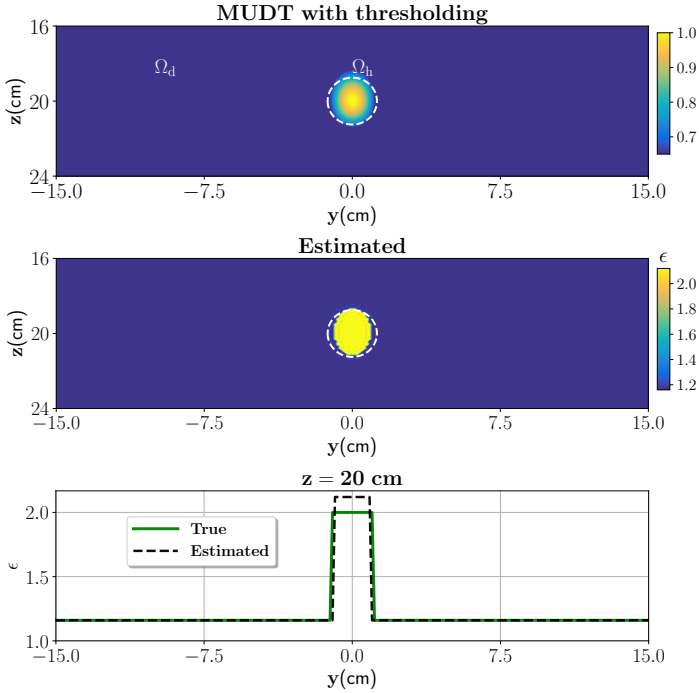 MUDT with thresholding
16
20
24
z(cm)
Ω_d
Ω_h
1.0
0.9
0.8
0.7
−15.0 −7.5 0.0 7.5 15.0
y(cm)
Estimated
16
20
24
z(cm)
ϵ
2.0
1.8
1.6
1.4
1.2
−15.0 −7.5 0.0 7.5 15.0
y(cm)
z = 20 cm
2.0
1.5
1.0
ϵ
True
Estimated
−15.0 −7.5 0.0 7.5 15.0
y(cm)